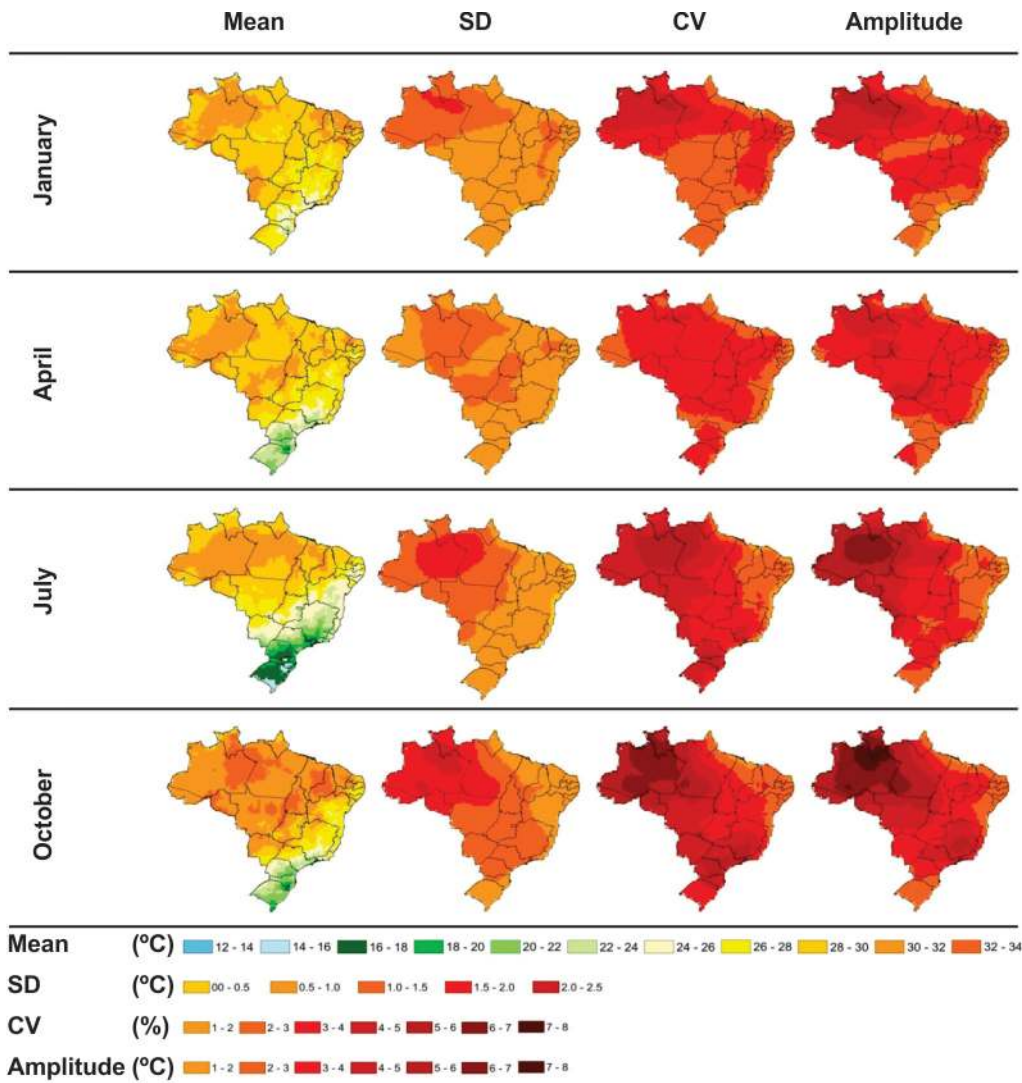 Mean SD CV Amplitude
January
April
July
October
Mean (ºC) 12 - 14 14 - 16 16 - 18 18 - 20 20 - 22 22 - 24 24 - 26 26 - 28 28 - 30 30 - 32 32 - 34
SD (ºC) 00 - 0.5 0.5 - 1.0 1.0 - 1.5 1.5 - 2.0 2.0 - 2.5
CV (%) 1 - 2 2 - 3 3 - 4 4 - 5 5 - 6 6 - 7 7 - 8
Amplitude (ºC) 1 - 2 2 - 3 3 - 4 4 - 5 5 - 6 6 - 7 7 - 8